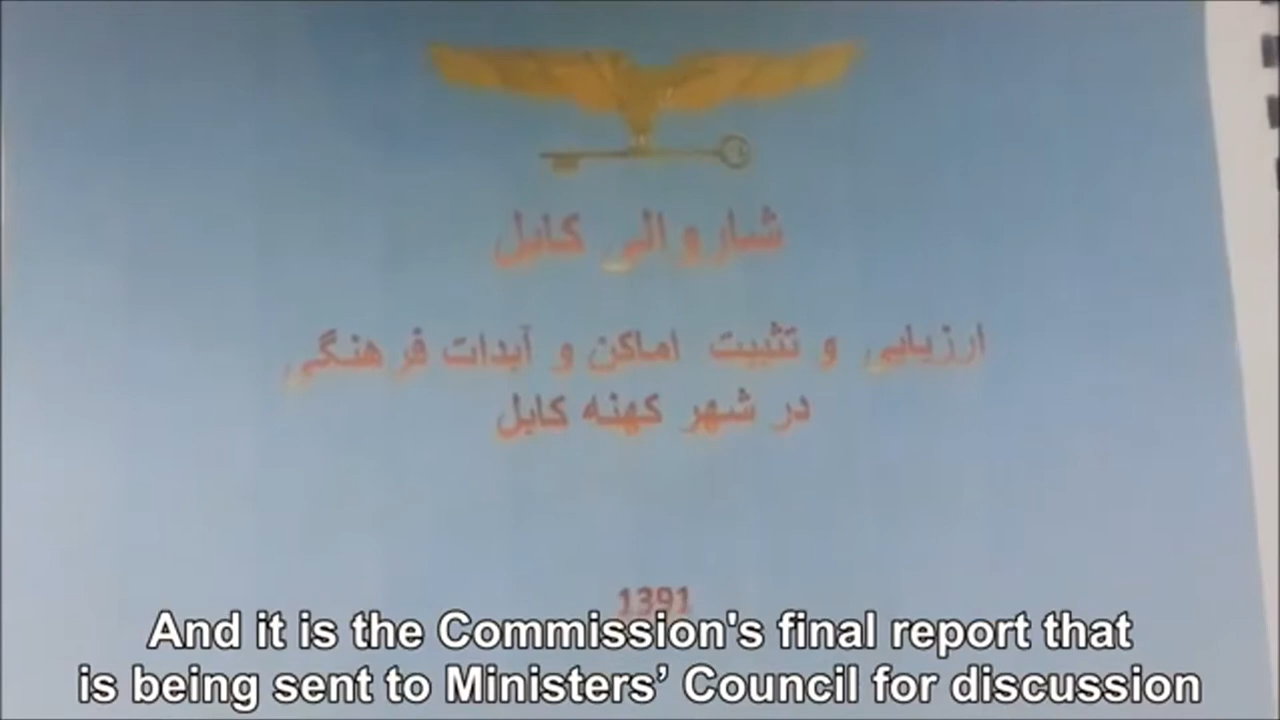 شاروالی کابل
ارزیابی و تثبیت اماکن و آبدات فرهنگی
در شهر کهنه کابل
1391
And it is the Commission's final report that
is being sent to Ministers’ Council for discussion